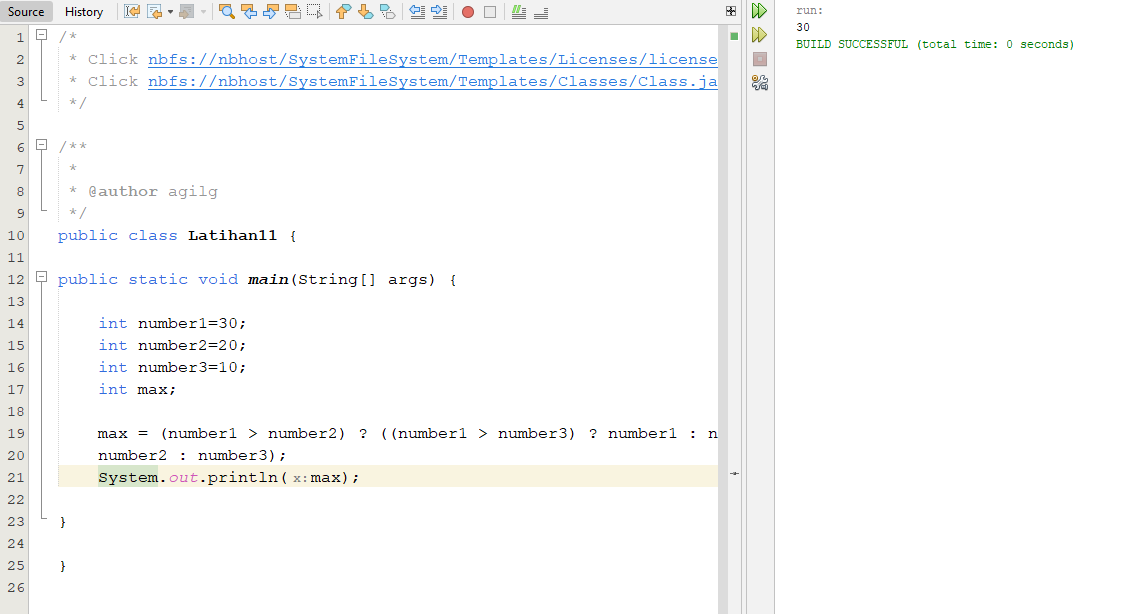 Source History
1 /*
2 * Click nbfs://nbhost/SystemFileSystem/Templates/Licenses/license
3 * Click nbfs://nbhost/SystemFileSystem/Templates/Classes/Class.ja
4 */
5
6 /**
7 *
8 * @author agilg
9 */
10 public class Latihan11 {
11
12 public static void main(String[] args) {
13
14 int number1=30;
15 int number2=20;
16 int number3=10;
17 int max;
18
19 max = (number1 > number2) ? ((number1 > number3) ? number1 : n
20 number2 : number3);
21 System.out.println( x: max);
22
23 }
24
25 }
26
run:
30
BUILD SUCCESSFUL (total time: 0 seconds)